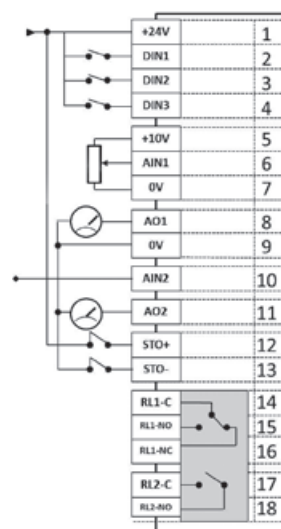 +24V 1
DIN1 2
DIN2 3
DIN3 4
+10V 5
AIN1 6
0V 7
AO1 8
0V 9
AIN2 10
AO2 11
STO+ 12
STO- 13
RL1-C 14
RL1-NO 15
RL1-NC 16
RL2-C 17
RL2-NO 18